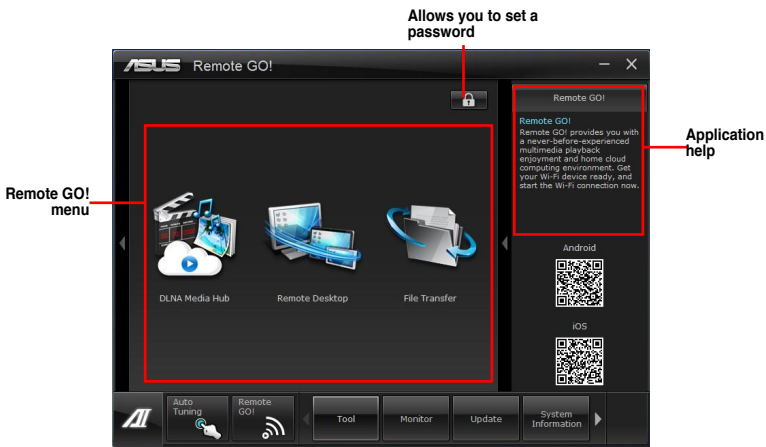 Allows you to set a
password
ASUS Remote GO!
Remote GO!
Remote GO!
Remote GO! provides you with
a never-before-experienced
multimedia playback
enjoyment and home cloud
computing environment. Get
your Wi-Fi device ready, and
start the Wi-Fi connection now.
Application
help
Remote GO!
menu
DLNA Media Hub
Remote Desktop
File Transfer
Android
iOS
Auto
Tuning
Remote
GO!
Tool
Monitor
Update
System
Information